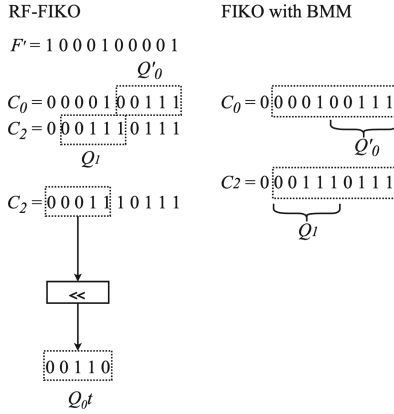 RF-FIKO
F' = 1 0 0 0 1 0 0 0 0 1
Q'0
C0 = 0 0 0 0 1 0 0 1 1 1
C2 = 0 0 0 1 1 1 0 1 1 1
Q1
C2 = 0 0 0 1 1 1 0 1 1 1
<<
0 0 1 1 0
Q0t
FIKO with BMM
C0 = 0 0 0 0 1 0 0 1 1 1
Q'0
C2 = 0 0 0 1 1 1 0 1 1 1
Q1